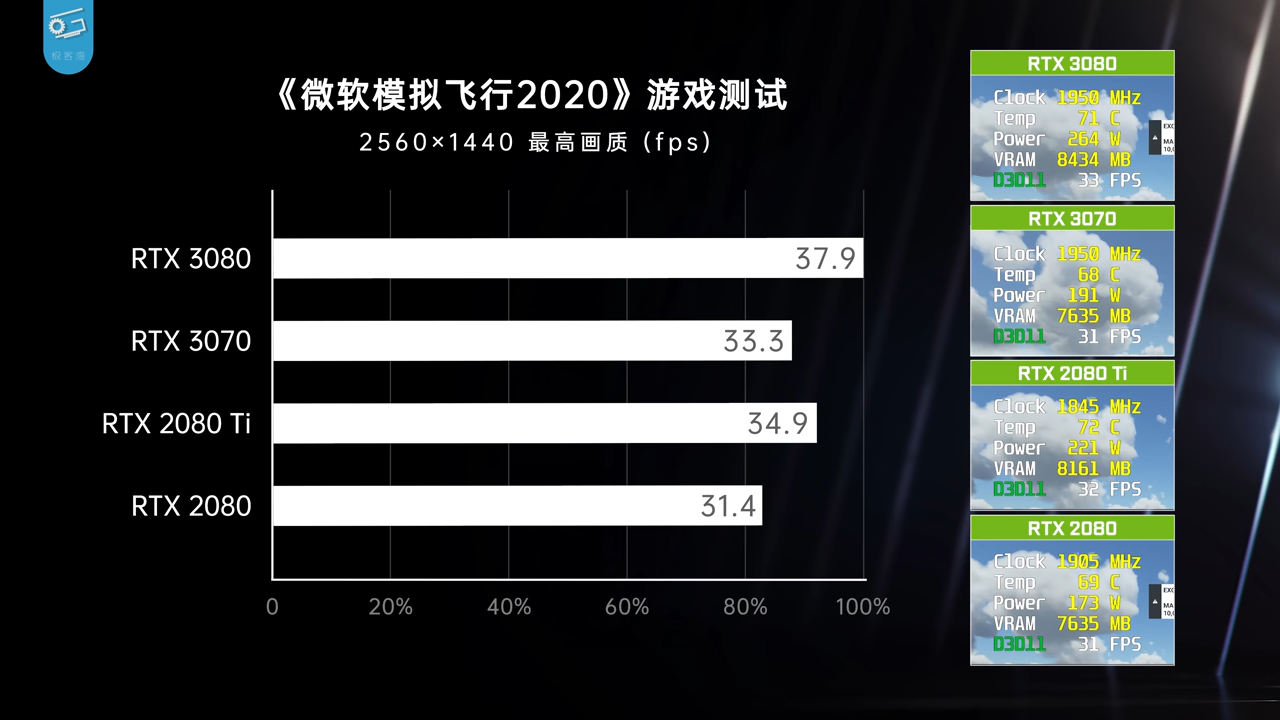 极客湾
《微软模拟飞行2020》游戏测试
2560×1440 最高画质 (fps)
RTX 3080
37.9
RTX 3070
33.3
RTX 2080 Ti
34.9
RTX 2080
31.4
0 20% 40% 60% 80% 100%
RTX 3080
Clock 1950 MHz
Temp 71 C
Power 264 W
VRAM 8434 MB
D3D11 33 FPS
RTX 3070
Clock 1950 MHz
Temp 68 C
Power 191 W
VRAM 7635 MB
D3D11 31 FPS
RTX 2080 Ti
Clock 1845 MHz
Temp 72 C
Power 221 W
VRAM 8161 MB
D3D11 32 FPS
RTX 2080
Clock 1905 MHz
Temp 69 C
Power 173 W
VRAM 7635 MB
D3D11 31 FPS